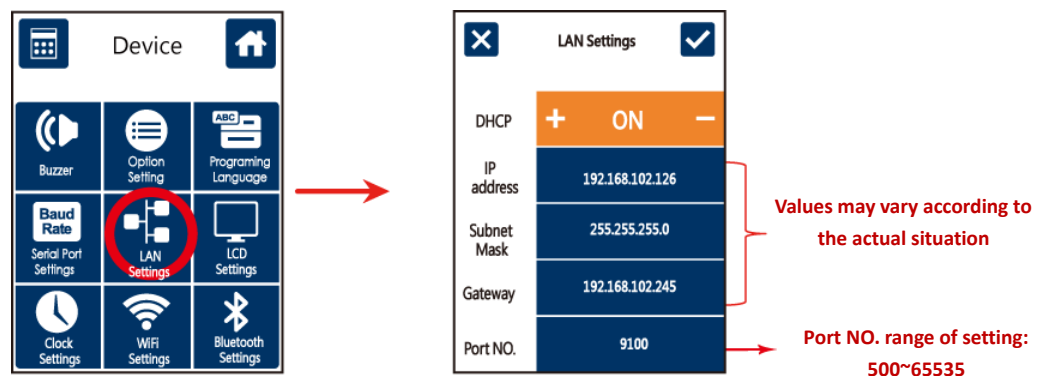 Device
Buzzer
Option
Setting
ABC
Programing
Language
Baud
Rate
Serial Port
Settings
LAN
Settings
LCD
Settings
Clock
Settings
WiFi
Settings
Bluetooth
Settings
LAN Settings
DHCP
+ ON −
IP
address
192.168.102.126
Subnet
Mask
255.255.255.0
Gateway
192.168.102.245
Port NO.
9100
Values may vary according to
the actual situation
Port NO. range of setting:
500~65535